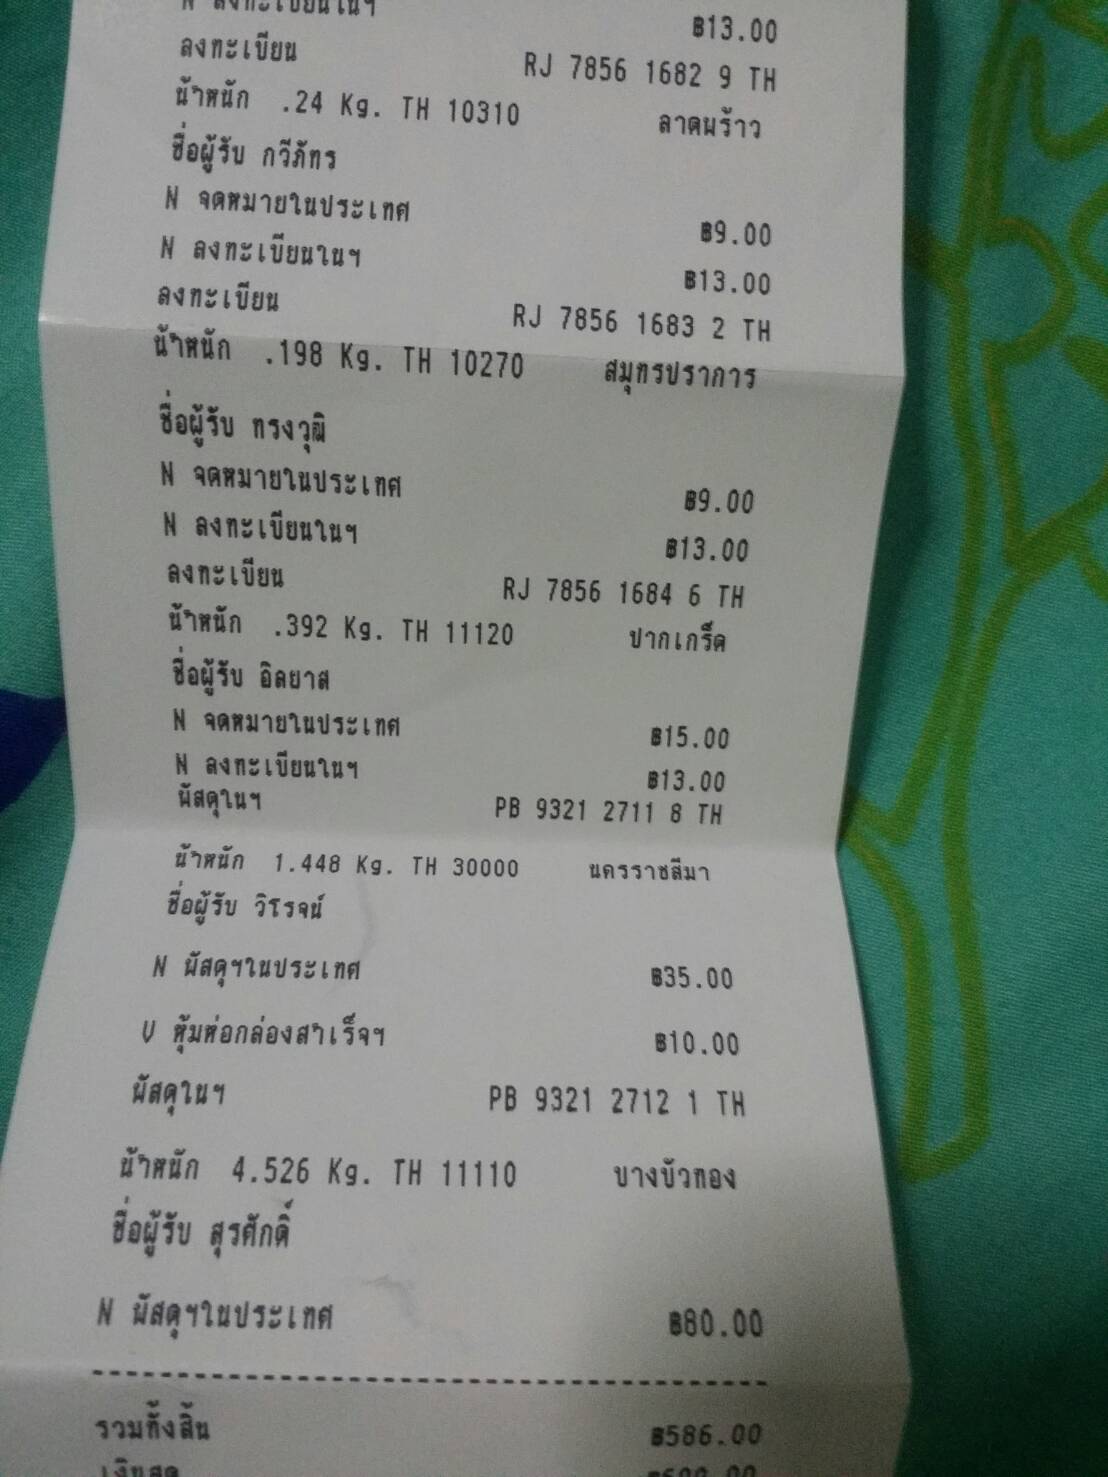 N ลงทะเบียนในฯ ฿13.00
ลงทะเบียน RJ 7856 1682 9 TH
น้ำหนัก .24 Kg. TH 10310 ลาดพร้าว
ชื่อผู้รับ กวีภัทร
N จดหมายในประเทศ ฿9.00
N ลงทะเบียนในฯ ฿13.00
ลงทะเบียน RJ 7856 1683 2 TH
น้ำหนัก .198 Kg. TH 10270 สมุทรปราการ
ชื่อผู้รับ ทรงวุฒิ
N จดหมายในประเทศ ฿9.00
N ลงทะเบียนในฯ ฿13.00
ลงทะเบียน RJ 7856 1684 6 TH
น้ำหนัก .392 Kg. TH 11120 ปากเกร็ด
ชื่อผู้รับ อิลยาส
N จดหมายในประเทศ ฿15.00
N ลงทะเบียนในฯ ฿13.00
พัสดุในฯ PB 9321 2711 8 TH
น้ำหนัก 1.448 Kg. TH 30000 นครราชสีมา
ชื่อผู้รับ วิโรจน์
N พัสดุฯในประเทศ ฿35.00
U หุ้มห่อกล่องสำเร็จฯ ฿10.00
พัสดุในฯ PB 9321 2712 1 TH
น้ำหนัก 4.526 Kg. TH 11110 บางบัวทอง
ชื่อผู้รับ สุรศักดิ์
N พัสดุฯในประเทศ ฿80.00
รวมทั้งสิ้น ฿586.00
เงินสด